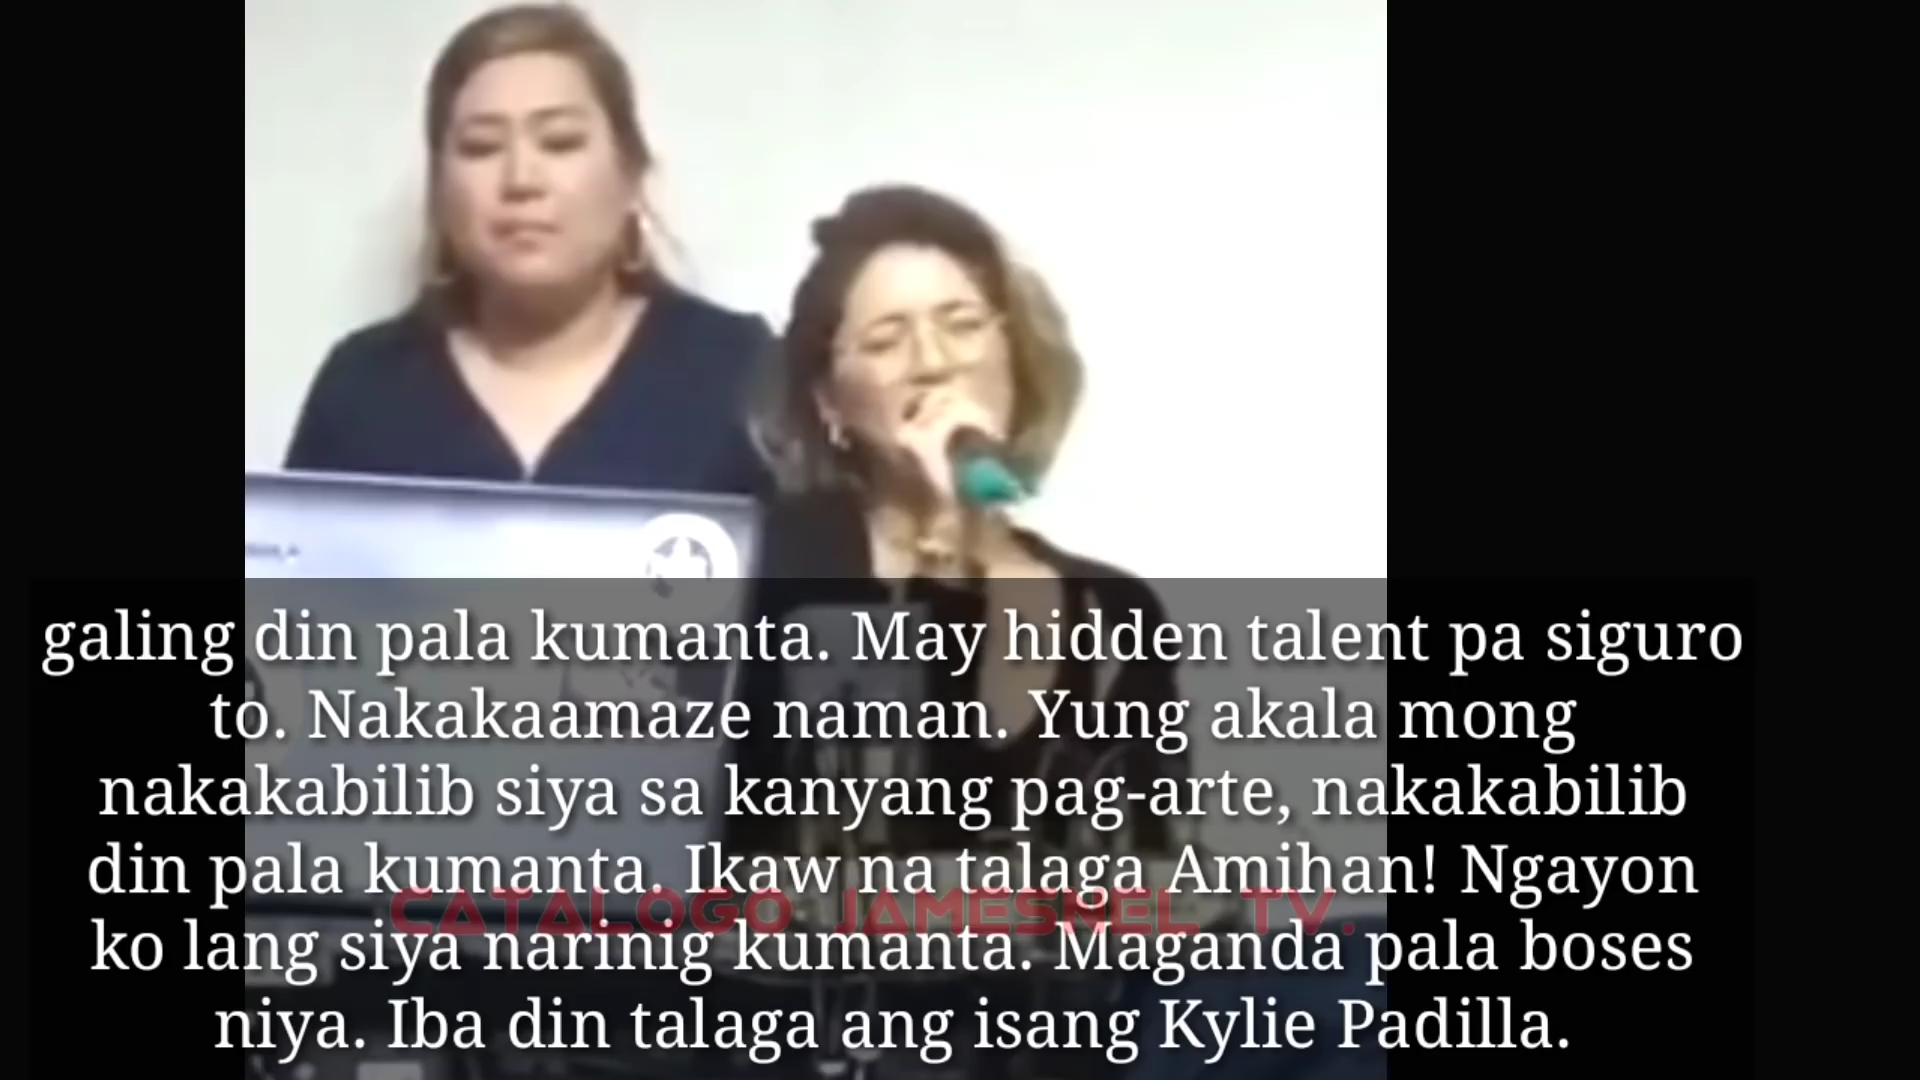 galing din pala kumanta. May hidden talent pa siguro
to. Nakakaamaze naman. Yung akala mong
nakakabilib siya sa kanyang pag-arte, nakakabilib
din pala kumanta. Ikaw na talaga Amihan! Ngayon
CATALOGO JAMESNEL TV.
ko lang siya narinig kumanta. Maganda pala boses
niya. Iba din talaga ang isang Kylie Padilla.